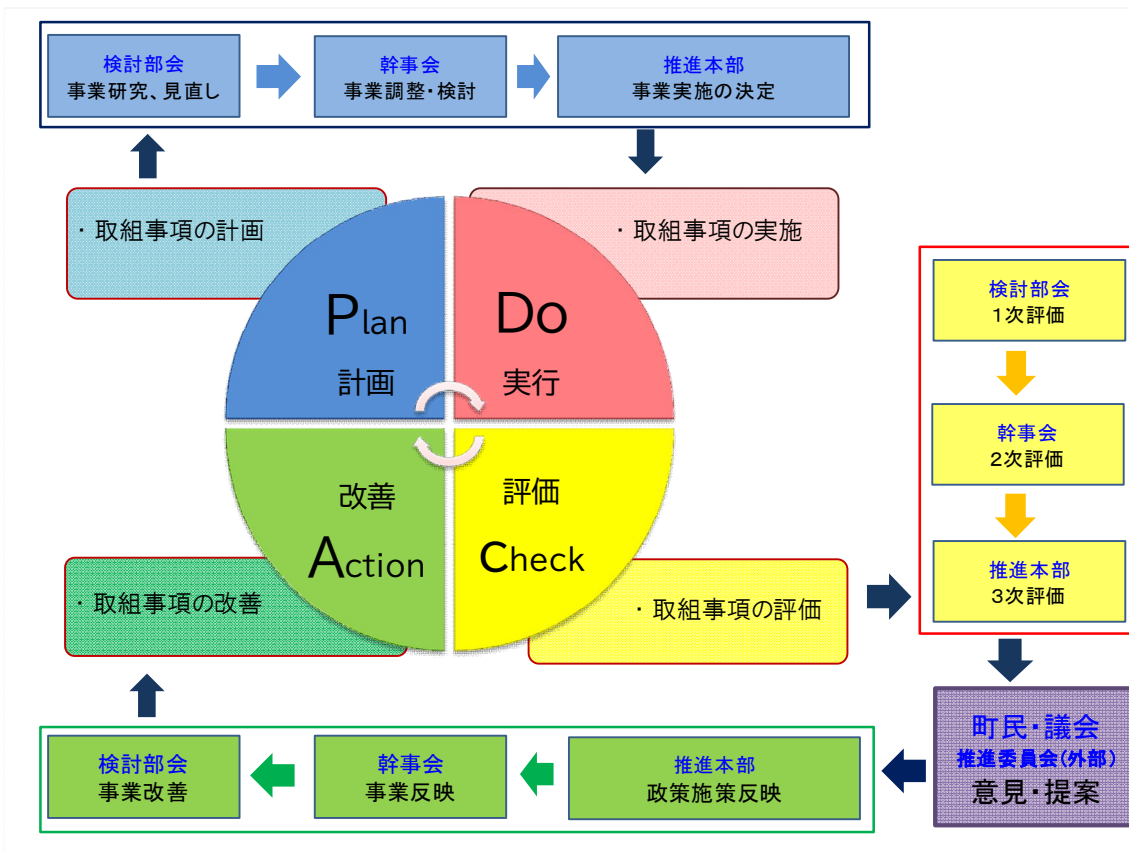 検討部会
事業研究、見直し
幹事会
事業調整・検討
推進本部
事業実施の決定
・取組事項の計画
・取組事項の実施
Plan
計画
Do
実行
改善
Action
評価
Check
・取組事項の改善
・取組事項の評価
検討部会
1次評価
幹事会
2次評価
推進本部
3次評価
町民・議会
推進委員会(外部)
意見・提案
推進本部
政策施策反映
幹事会
事業反映
検討部会
事業改善